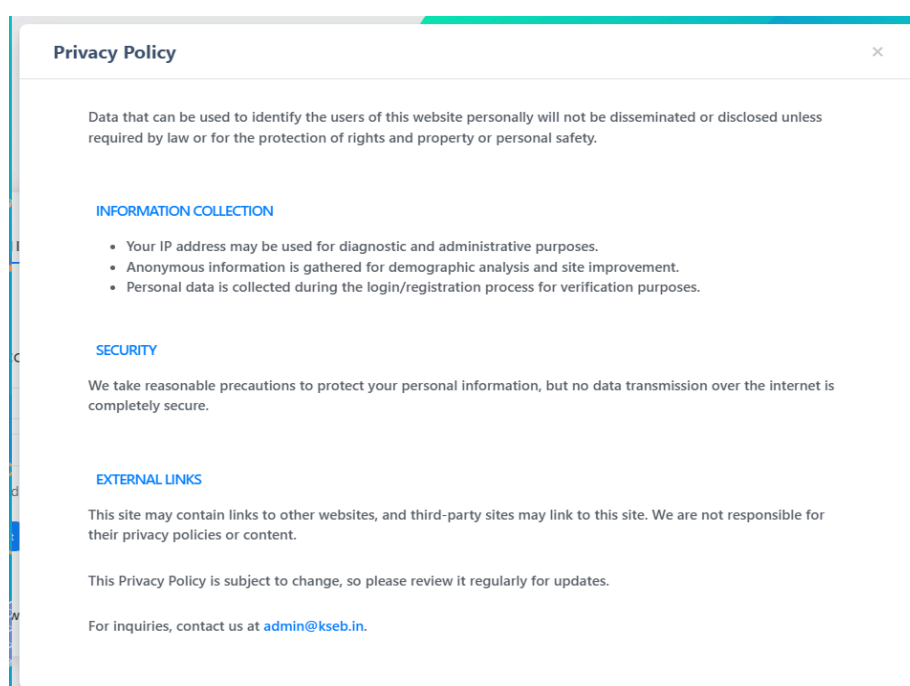 Privacy Policy
×
Data that can be used to identify the users of this website personally will not be disseminated or disclosed unless
required by law or for the protection of rights and property or personal safety.
INFORMATION COLLECTION
• Your IP address may be used for diagnostic and administrative purposes.
• Anonymous information is gathered for demographic analysis and site improvement.
• Personal data is collected during the login/registration process for verification purposes.
SECURITY
We take reasonable precautions to protect your personal information, but no data transmission over the internet is
completely secure.
EXTERNAL LINKS
This site may contain links to other websites, and third-party sites may link to this site. We are not responsible for
their privacy policies or content.
This Privacy Policy is subject to change, so please review it regularly for updates.
For inquiries, contact us at admin@kseb.in.